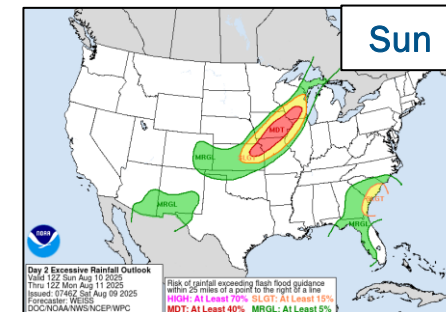 Sun
MDT
MRGL
SLGT
MRGL
SLGT
MRGL
NOAA
Day 2 Excessive Rainfall Outlook
Valid 12Z Sun Aug 10 2025
Thru 12Z Mon Aug 11 2025
Issued: 0746Z Sat Aug 09 2025
Forecaster: WEISS
DOC/NOAA/NWS/NCEP/WPC
Risk of rainfall exceeding flash flood guidance
within 25 miles of a point to the right of a line
HIGH: At Least 70% SLGT: At Least 15%
MDT: At Least 40% MRGL: At Least 5%